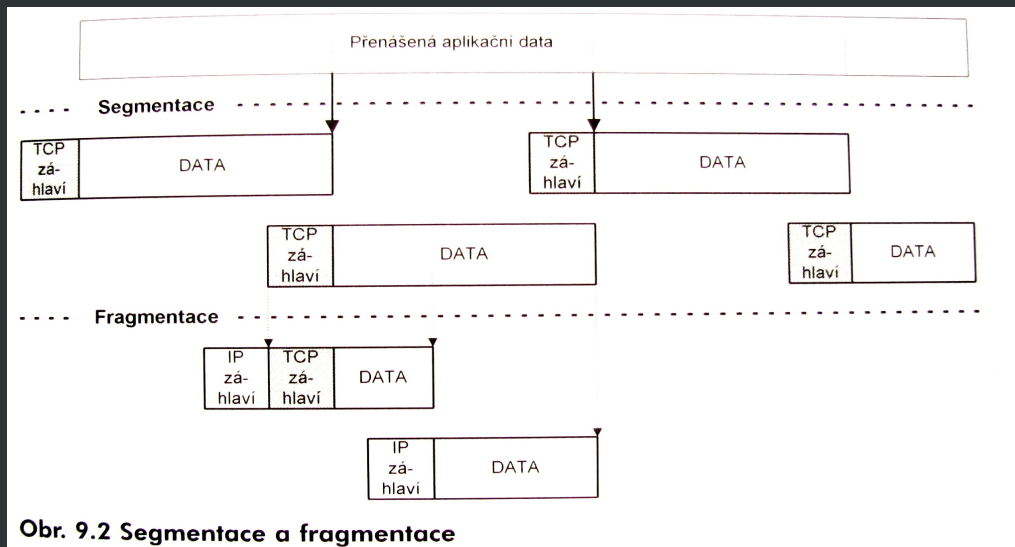 Přenášená aplikační data
Segmentace
TCP
zá-
hlaví
DATA
TCP
zá-
hlaví
DATA
TCP
zá-
hlaví
DATA
TCP
zá-
hlaví
DATA
Fragmentace
IP
zá-
hlaví
TCP
zá-
hlaví
DATA
IP
zá-
hlaví
DATA
Obr. 9.2 Segmentace a fragmentace